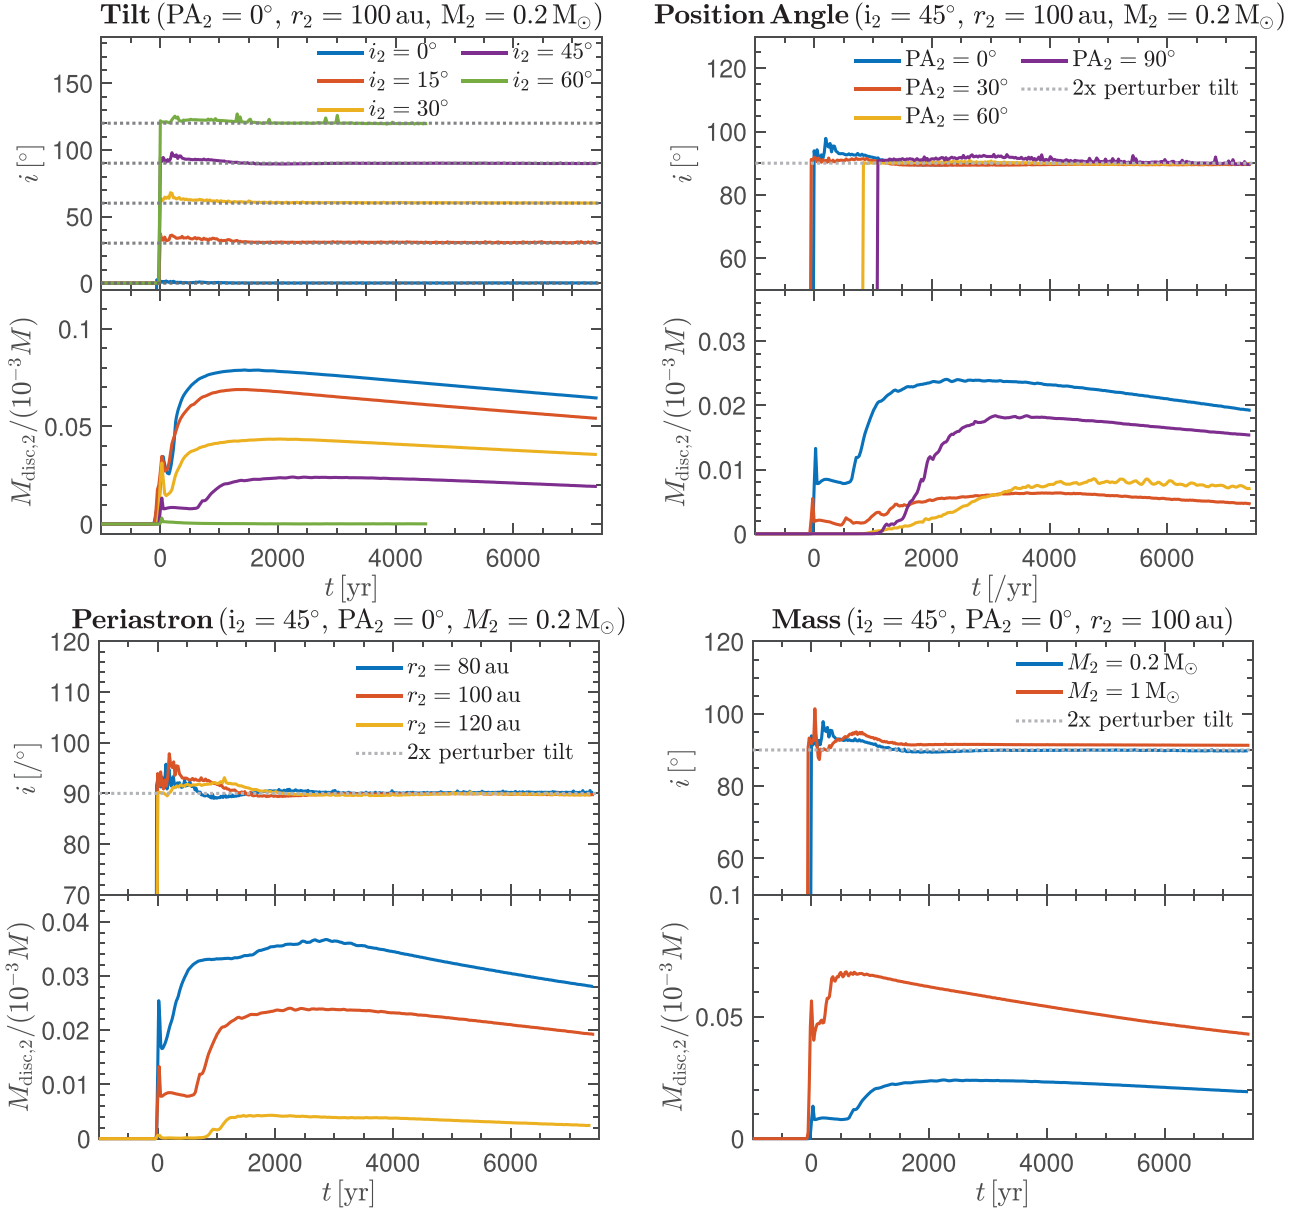 Tilt (PA₂ = 0°, r₂ = 100 au, M₂ = 0.2 M⊙)
i₂ = 0°
i₂ = 15°
i₂ = 30°
i₂ = 45°
i₂ = 60°
150
100
50
0
i [°]
0.1
0.05
0
M_disc,2/(10⁻³ M)
0 2000 4000 6000
t [yr]
Position Angle (i₂ = 45°, r₂ = 100 au, M₂ = 0.2 M⊙)
PA₂ = 0°
PA₂ = 30°
PA₂ = 60°
PA₂ = 90°
2x perturber tilt
120
100
80
60
i [°]
0.03
0.02
0.01
0
M_disc,2/(10⁻³ M)
0 2000 4000 6000
t [/yr]
Periastron (i₂ = 45°, PA₂ = 0°, M₂ = 0.2 M⊙)
r₂ = 80 au
r₂ = 100 au
r₂ = 120 au
2x perturber tilt
120
110
100
90
80
70
i [/°]
0.04
0.03
0.02
0.01
0
M_disc,2/(10⁻³ M)
0 2000 4000 6000
t [yr]
Mass (i₂ = 45°, PA₂ = 0°, r₂ = 100 au)
M₂ = 0.2 M⊙
M₂ = 1 M⊙
2x perturber tilt
120
100
80
60
i [°]
0.1
0.05
0
M_disc,2/(10⁻³ M)
0 2000 4000 6000
t [yr]